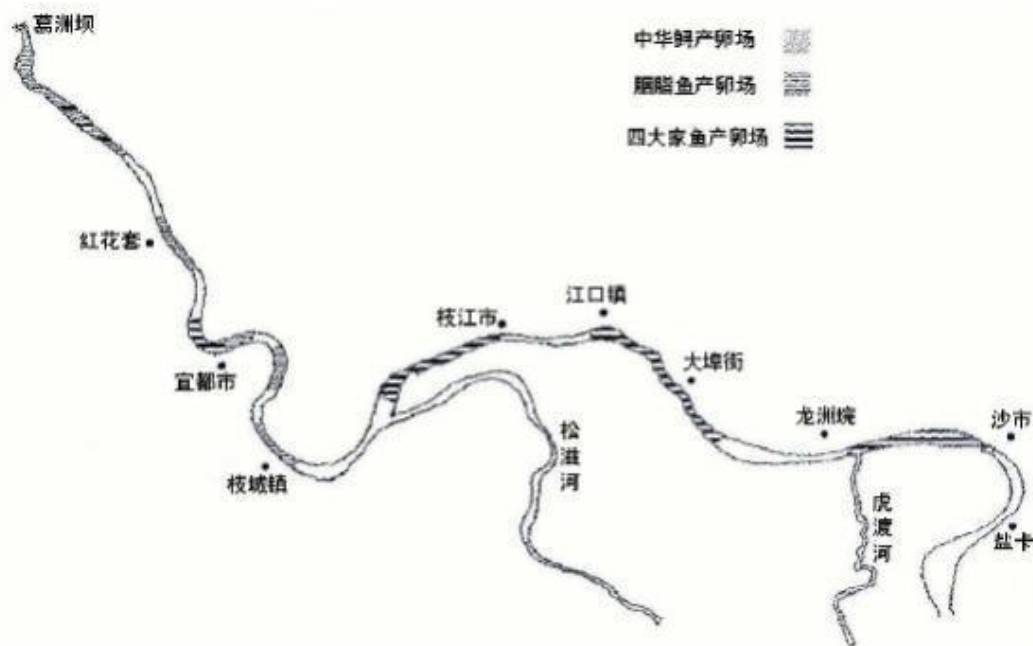 葛洲坝
中华鲟产卵场
胭脂鱼产卵场
四大家鱼产卵场
红花套
宜都市
枝城镇
枝江市
江口镇
大埠街
松滋河
龙洲垸
沙市
虎渡河
盐卡